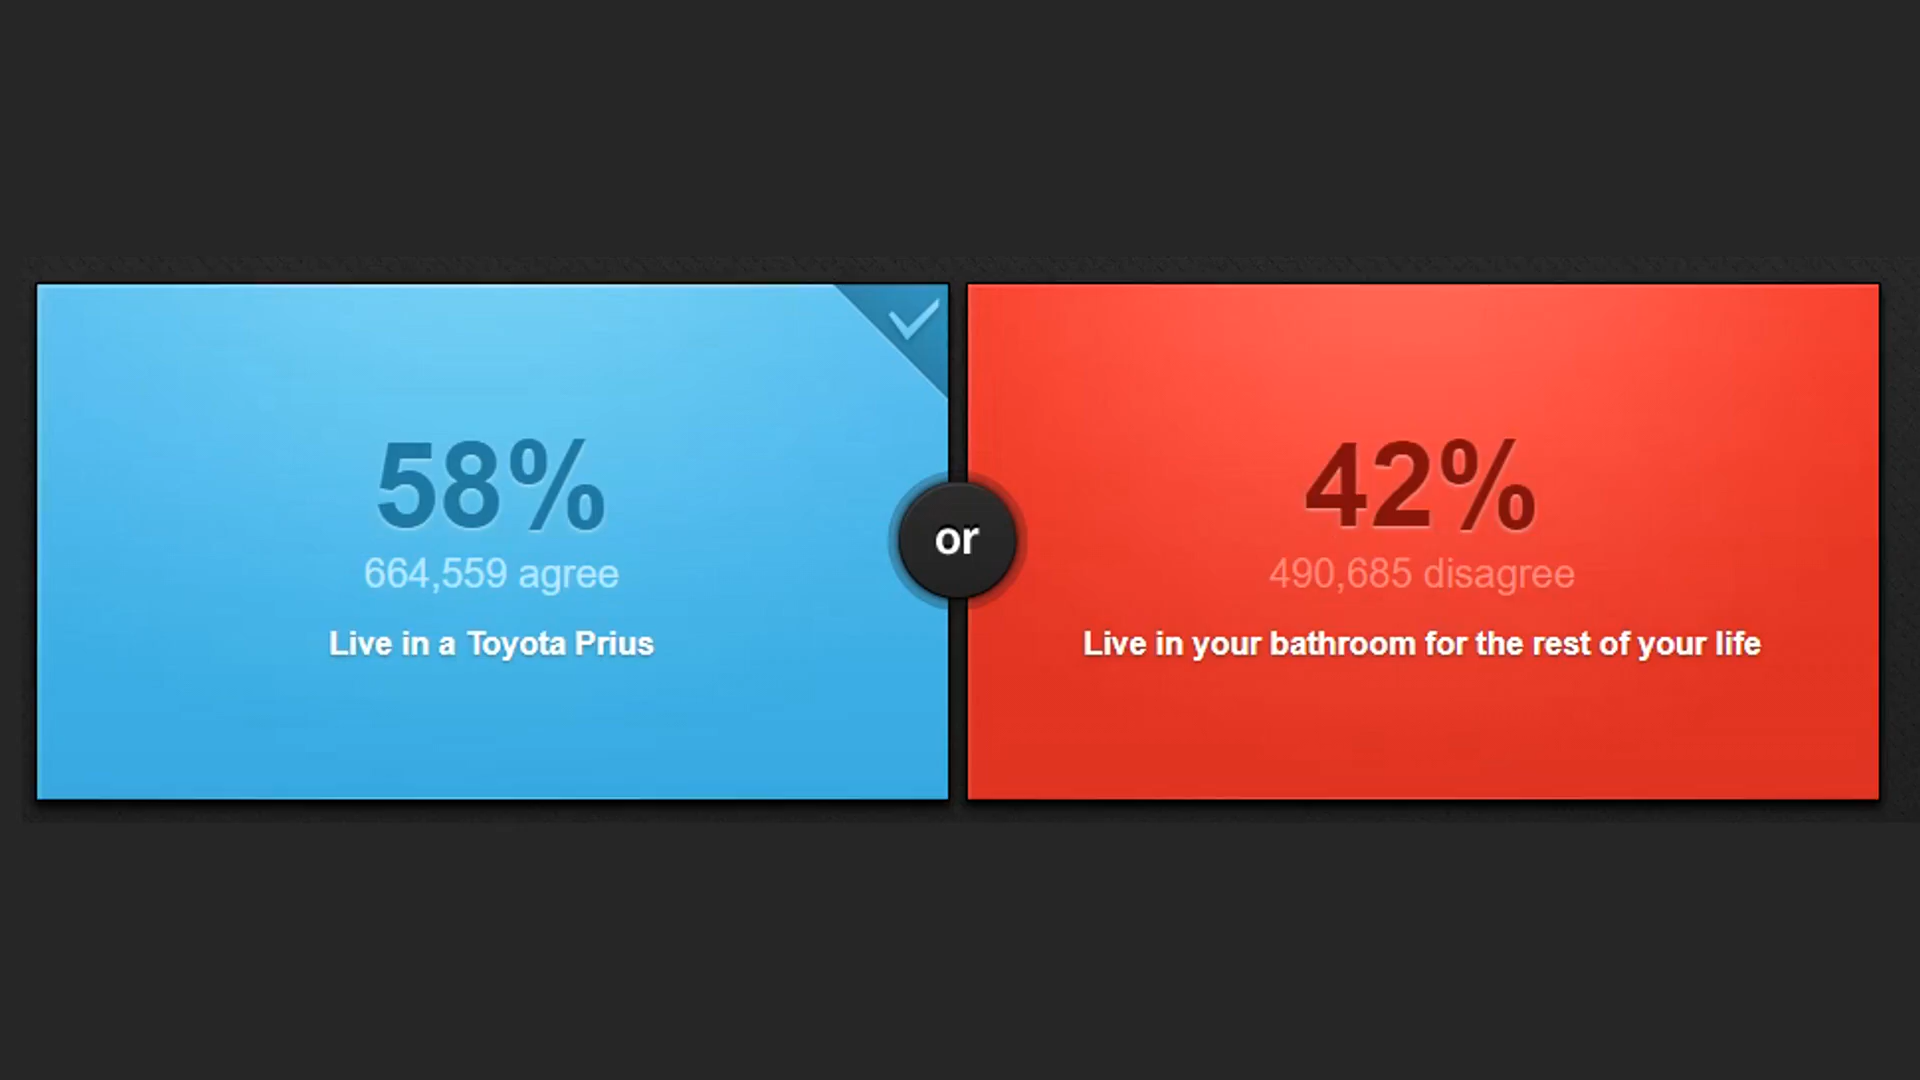 58%
664,559 agree
Live in a Toyota Prius
or
42%
490,685 disagree
Live in your bathroom for the rest of your life